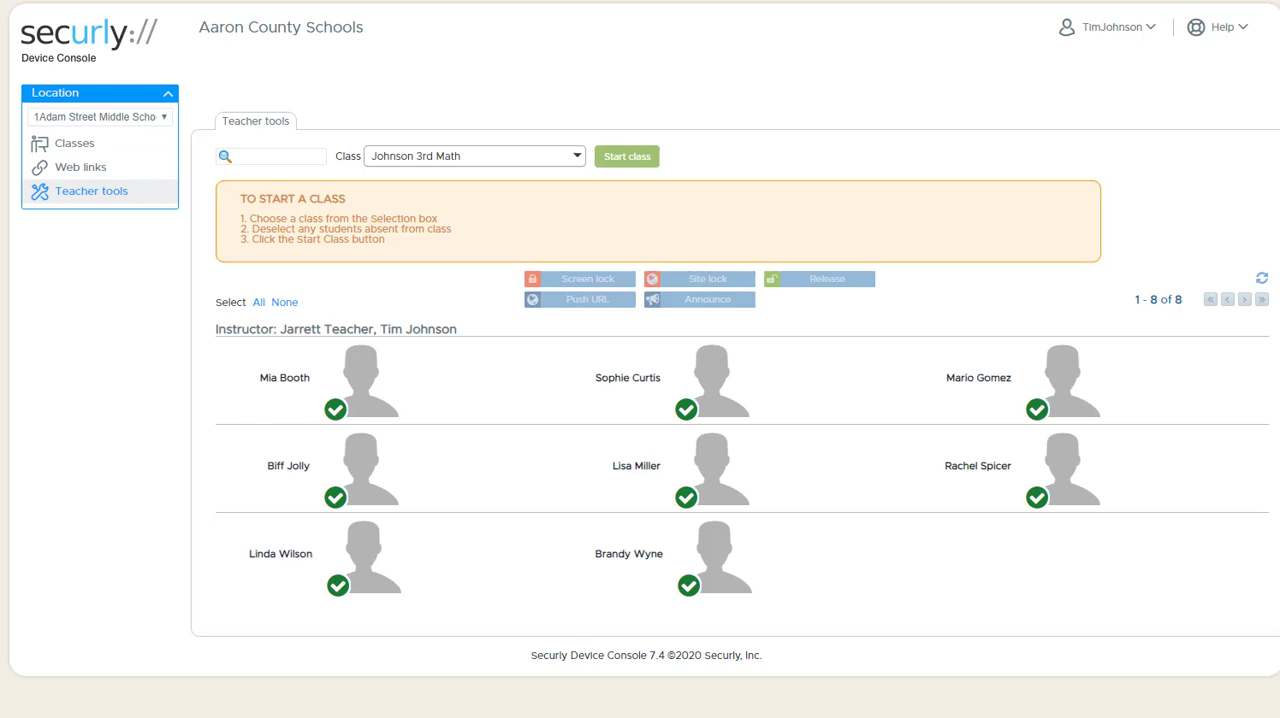 securly://
Device Console
Aaron County Schools
TimJohnson
Help
Location
1Adam Street Middle Scho
Classes
Web links
Teacher tools
Teacher tools
Class Johnson 3rd Math Start class
TO START A CLASS
1. Choose a class from the Selection box
2. Deselect any students absent from class
3. Click the Start Class button
Screen lock Site lock Release
Push URL Announce
Select All None
1 - 8 of 8
Instructor: Jarrett Teacher, Tim Johnson
Mia Booth Sophie Curtis Mario Gomez
Biff Jolly Lisa Miller Rachel Spicer
Linda Wilson Brandy Wyne
Securly Device Console 7.4 ©2020 Securly, Inc.